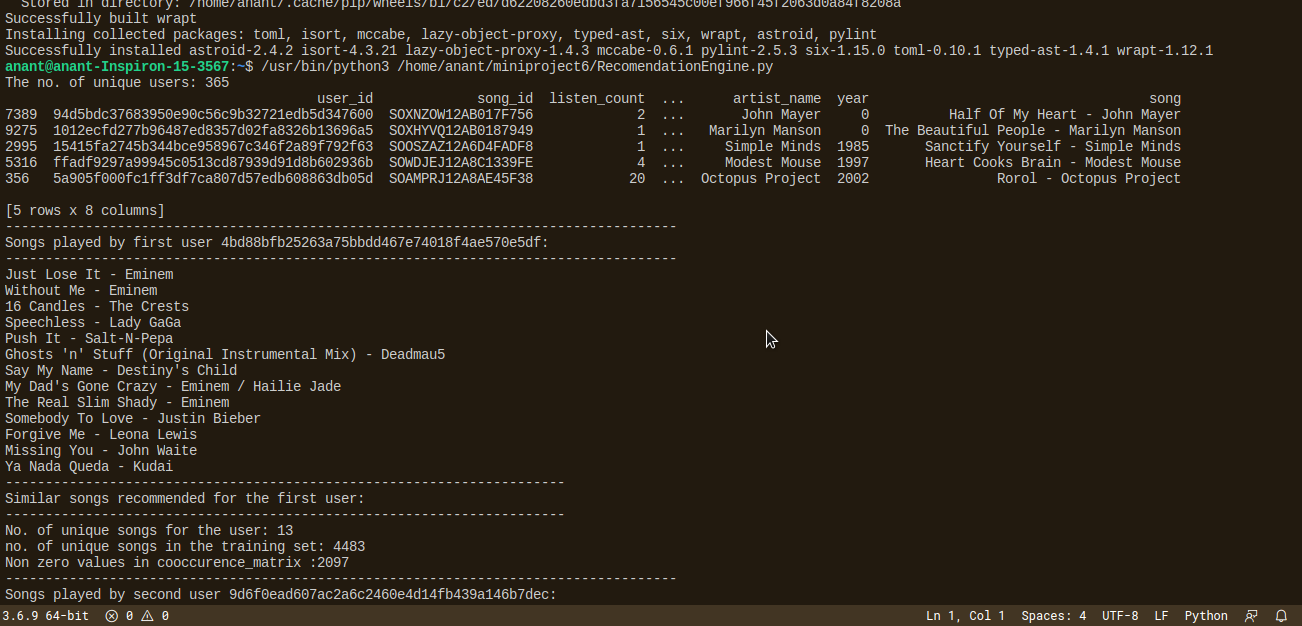 Stored in directory: /home/anant/.cache/pip/wheels/
Successfully built wrapt
Installing collected packages: toml, isort, mccabe, lazy-object-proxy, typed-ast, six, wrapt, astroid, pylint
Successfully installed astroid-2.4.2 isort-4.3.21 lazy-object-proxy-1.4.3 mccabe-0.6.1 pylint-2.5.3 six-1.15.0 toml-0.10.1 typed-ast-1.4.1 wrapt-1.12.1
anant@anant-Inspiron-15-3567:~$ /usr/bin/python3 /home/anant/miniproject6/RecomendationEngine.py
The no. of unique users: 365
user_id song_id listen_count ... artist_name year song
7389 94d5bdc37683950e90c56c9b32721edb5d347600 SOXNZOW12AB017F756 2 ... John Mayer 0 Half Of My Heart - John Mayer
9275 1012ecfd277b96487ed8357d02fa8326b13696a5 SOXHYVQ12AB0187949 1 ... Marilyn Manson 0 The Beautiful People - Marilyn Manson
2995 15415fa2745b344bce958967c346f2a89f792f63 SOOSZAZ12A6D4FADF8 1 ... Simple Minds 1985 Sanctify Yourself - Simple Minds
5316 ffadf9297a99945c0513cd87939d91d8b602936b SOWDJEJ12A8C1339FE 4 ... Modest Mouse 1997 Heart Cooks Brain - Modest Mouse
356 5a905f000fc1ff3df7ca807d57edb608863db05d SOAMPRJ12A8AE45F38 20 ... Octopus Project 2002 Rorol - Octopus Project
[5 rows x 8 columns]
------------------------------------------------------------------------------------
Songs played by first user 4bd88bfb25263a75bbdd467e74018f4ae570e5df:
------------------------------------------------------------------------------------
Just Lose It - Eminem
Without Me - Eminem
16 Candles - The Crests
Speechless - Lady GaGa
Push It - Salt-N-Pepa
Ghosts 'n' Stuff (Original Instrumental Mix) - Deadmau5
Say My Name - Destiny's Child
My Dad's Gone Crazy - Eminem / Hailie Jade
The Real Slim Shady - Eminem
Somebody To Love - Justin Bieber
Forgive Me - Leona Lewis
Missing You - John Waite
Ya Nada Queda - Kudai
----------------------------------------------------------------------
Similar songs recommended for the first user:
----------------------------------------------------------------------
No. of unique songs for the user: 13
no. of unique songs in the training set: 4483
Non zero values in cooccurence_matrix :2097
------------------------------------------------------------------------------------
Songs played by second user 9d6f0ead607ac2a6c2460e4d14fb439a146b7dec:
3.6.9 64-bit 0 0 Ln 1, Col 1 Spaces: 4 UTF-8 LF Python